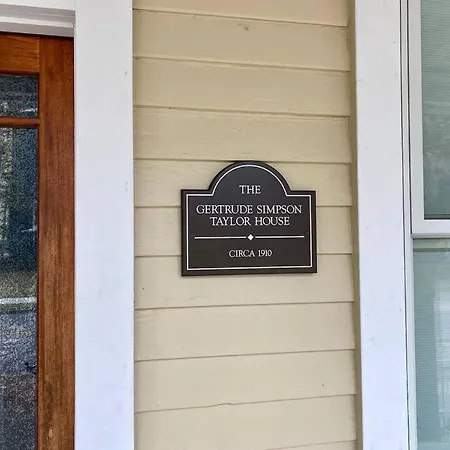 THE
GERTRUDE SIMPSON
TAYLOR HOUSE
CIRCA 1910